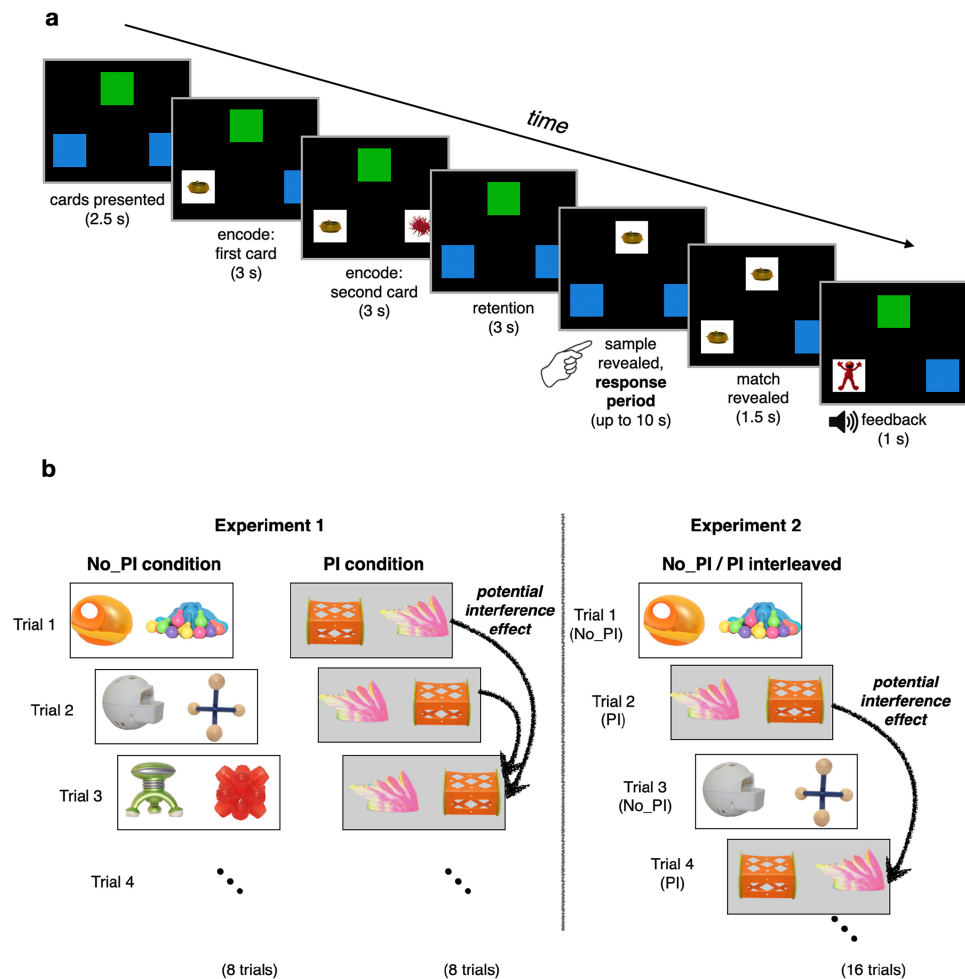 a
time
cards presented
(2.5 s)
encode:
first card
(3 s)
encode:
second card
(3 s)
retention
(3 s)
sample
revealed,
response
period
(up to 10 s)
match
revealed
(1.5 s)
feedback
(1 s)
b
Experiment 1
No_PI condition
PI condition
potential
interference
effect
Trial 1
Trial 2
Trial 3
Trial 4
(8 trials)
(8 trials)
Experiment 2
No_PI / PI interleaved
Trial 1
(No_PI)
Trial 2
(PI)
potential
interference
effect
Trial 3
(No_PI)
Trial 4
(PI)
(16 trials)